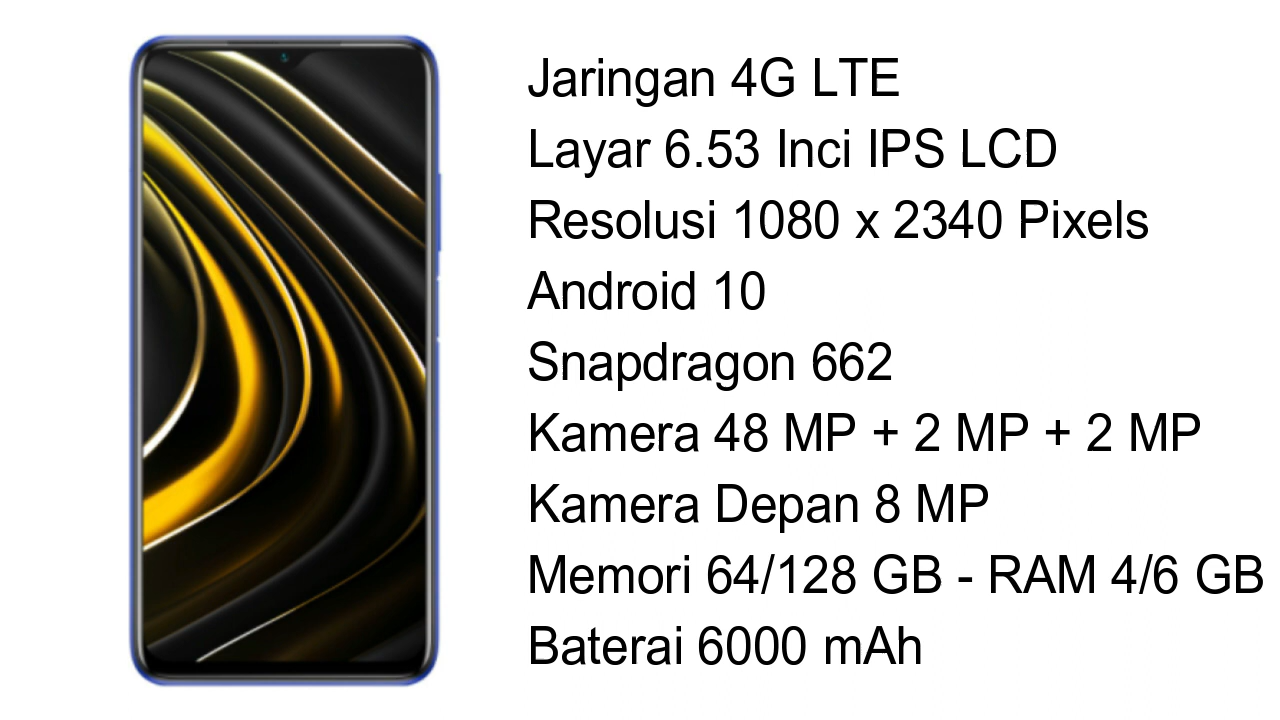 Jaringan 4G LTE
Layar 6.53 Inci IPS LCD
Resolusi 1080 x 2340 Pixels
Android 10
Snapdragon 662
Kamera 48 MP + 2 MP + 2 MP
Kamera Depan 8 MP
Memori 64/128 GB - RAM 4/6 GB
Baterai 6000 mAh